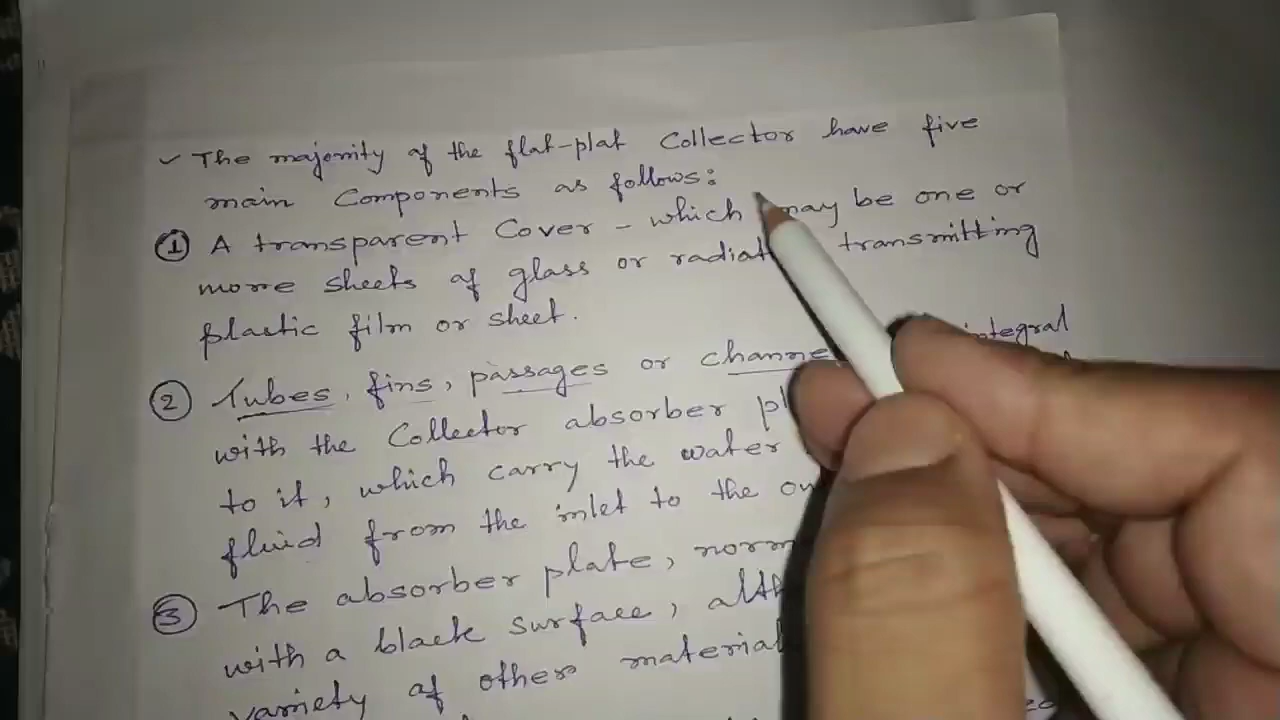 ✓ The majority of the flat-plat Collector have five
main Components as follows:
① A transparent Cover - which may be one or
more sheets of glass or radiat transmitting
plastic film or sheet.
② Tubes, fins, passages or channe integral
with the Collector absorber pl
to it, which carry the water
fluid from the inlet to the ou
③ The absorber plate, norm
with a black surface, alth
variety of other material